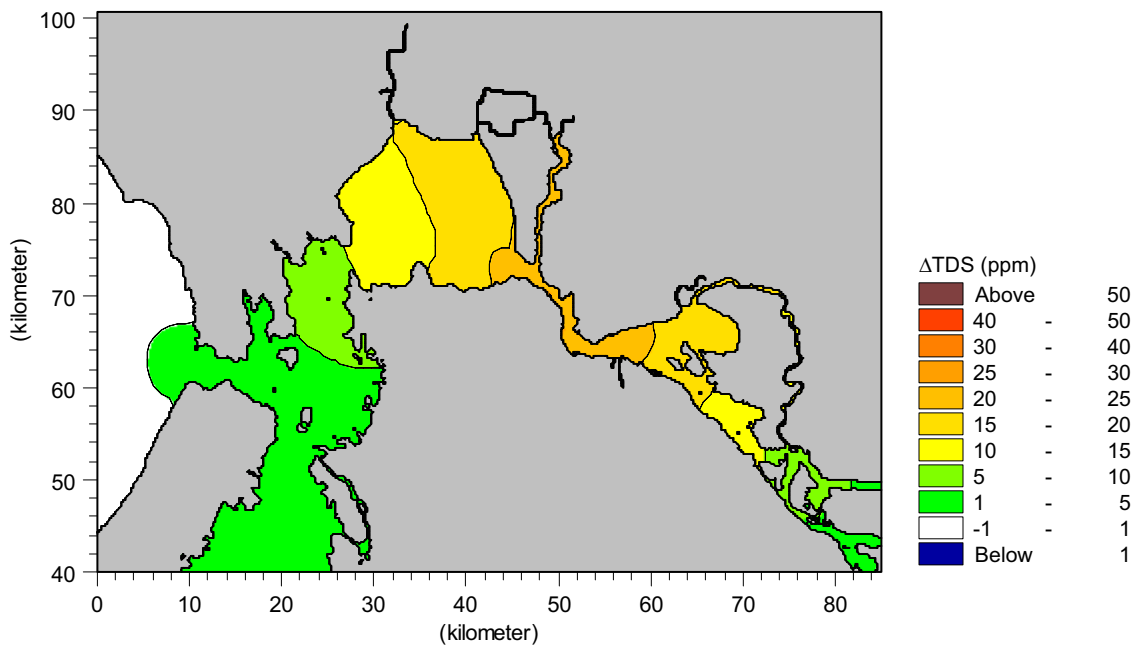 100
90
80
70
60
50
40
(kilometer)
0 10 20 30 40 50 60 70 80
(kilometer)
ΔTDS (ppm)
Above 50
40 - 50
30 - 40
25 - 30
20 - 25
15 - 20
10 - 15
5 - 10
1 - 5
-1 - 1
Below 1